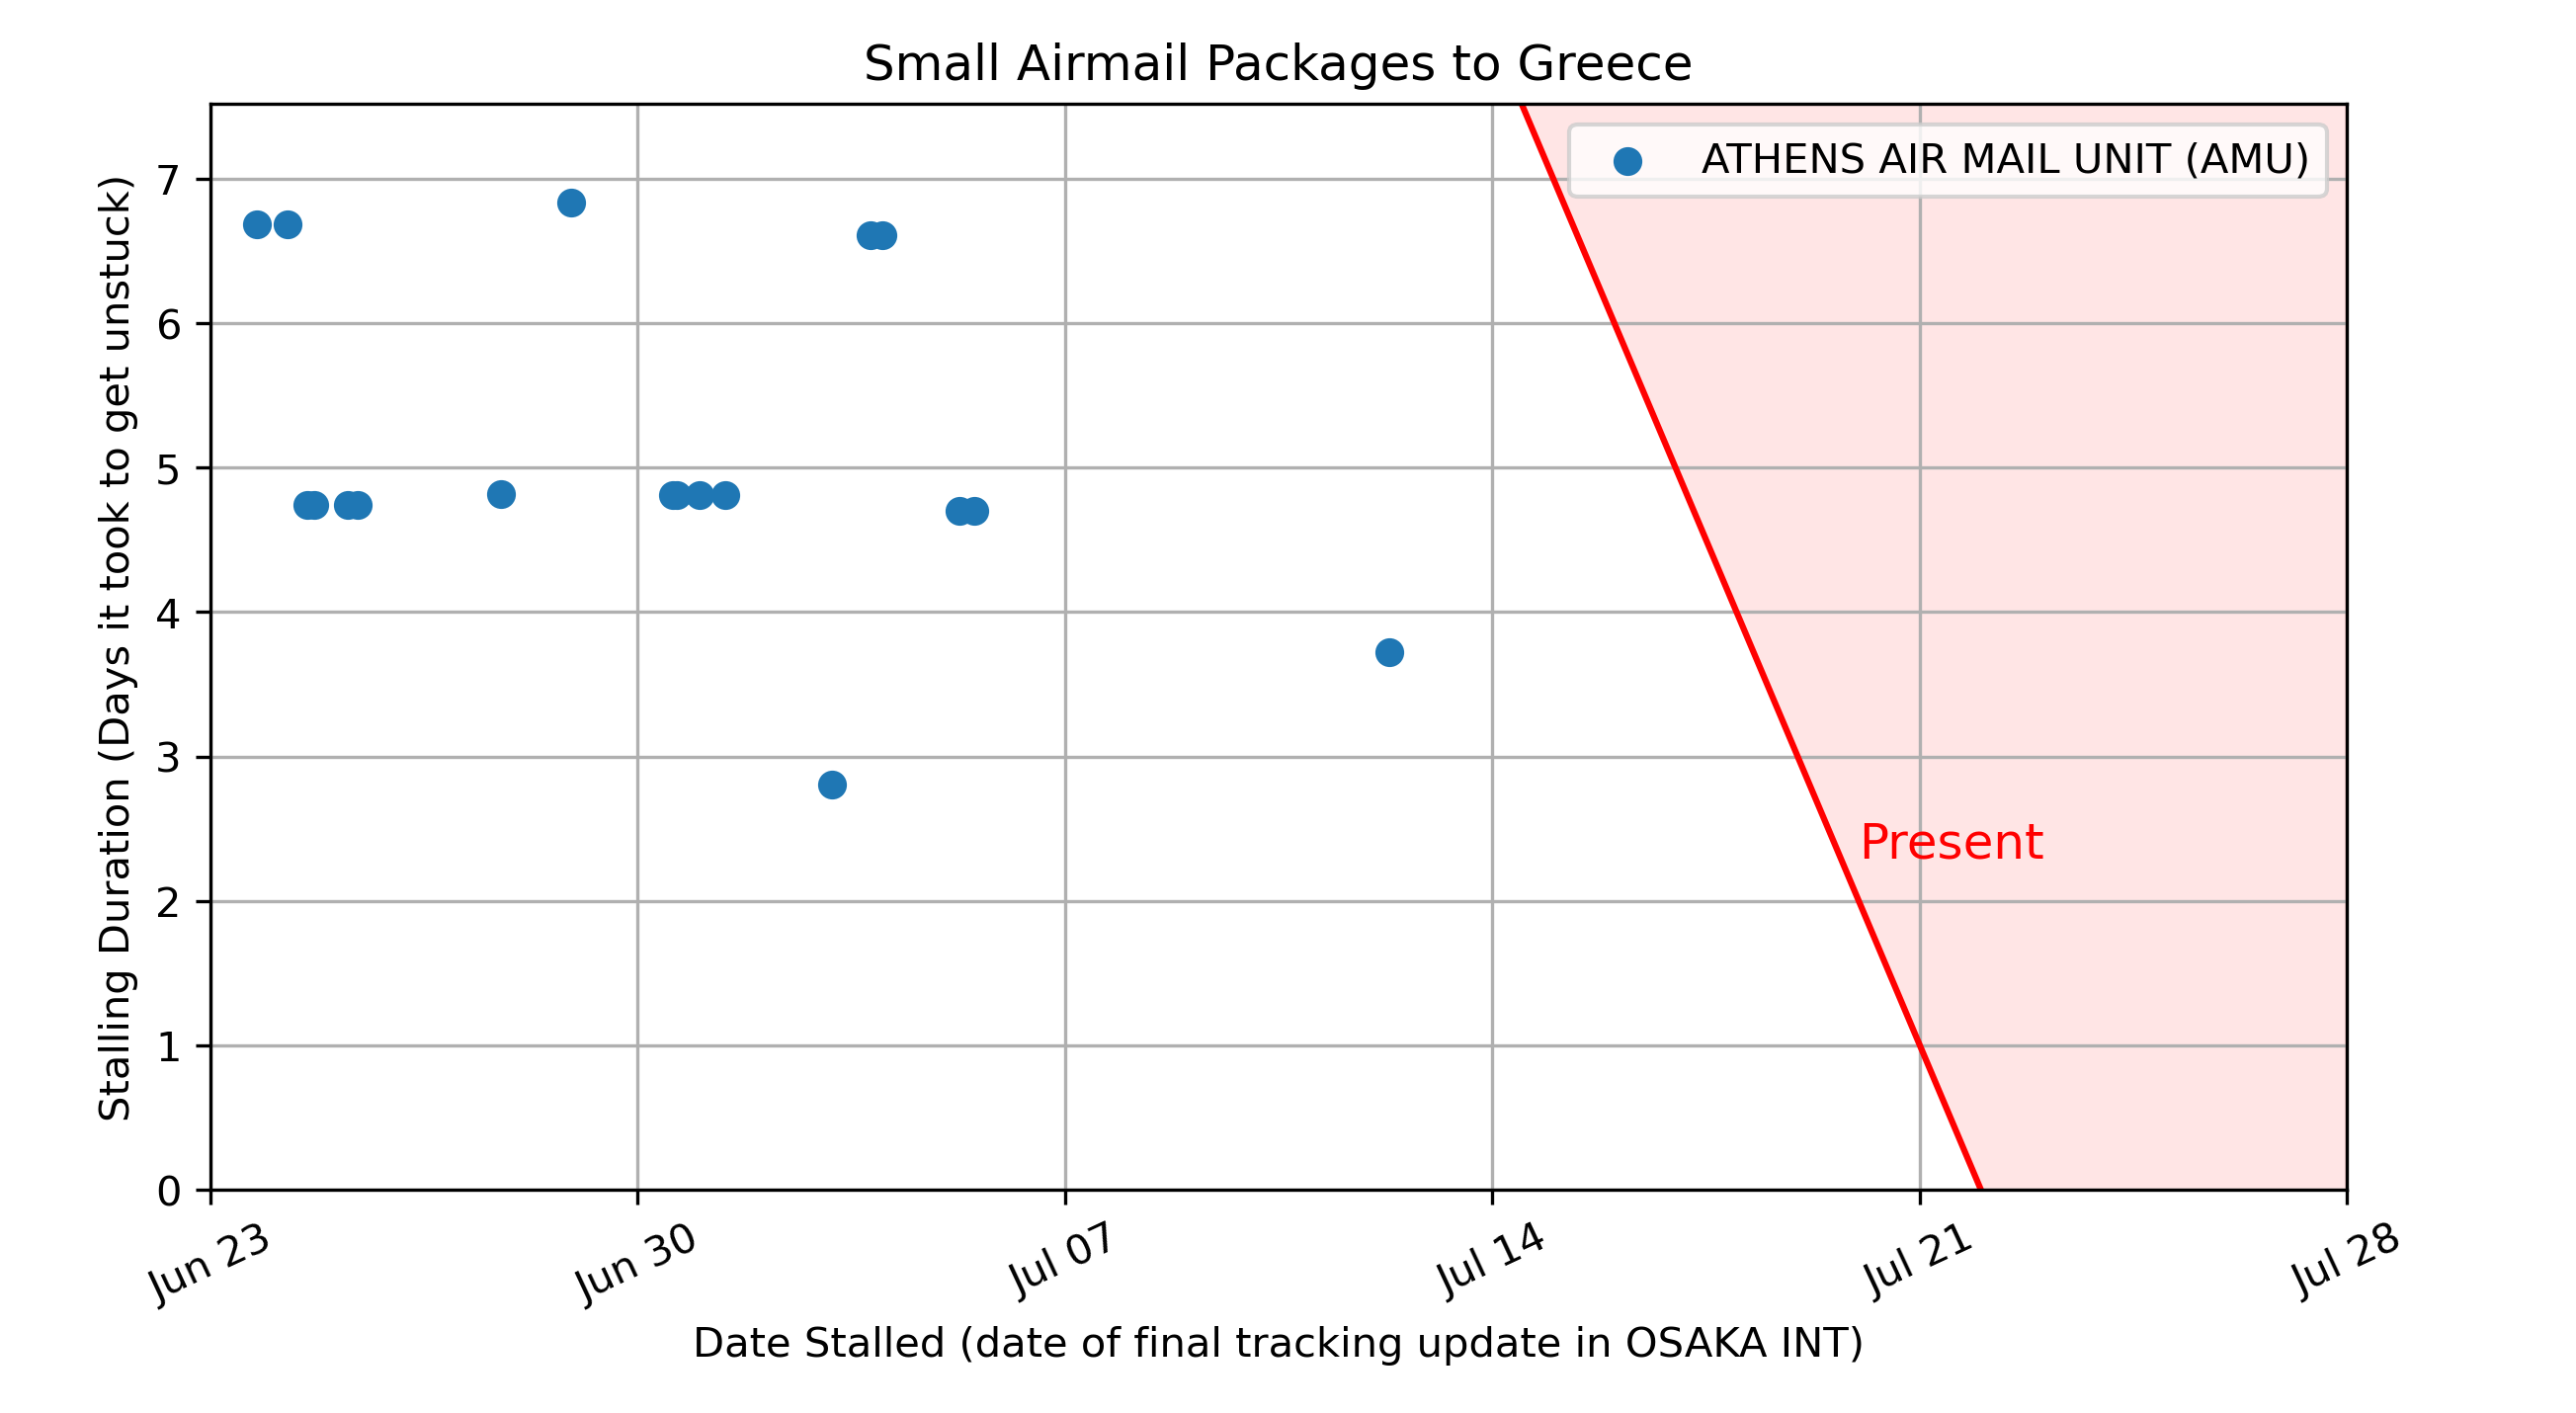 Small Airmail Packages to Greece
ATHENS AIR MAIL UNIT (AMU)
Stalling Duration (Days it took to get unstuck)
7
6
5
4
3
2
1
0
Present
Jun 23
Jun 30
Jul 07
Jul 14
Jul 21
Jul 28
Date Stalled (date of final tracking update in OSAKA INT)